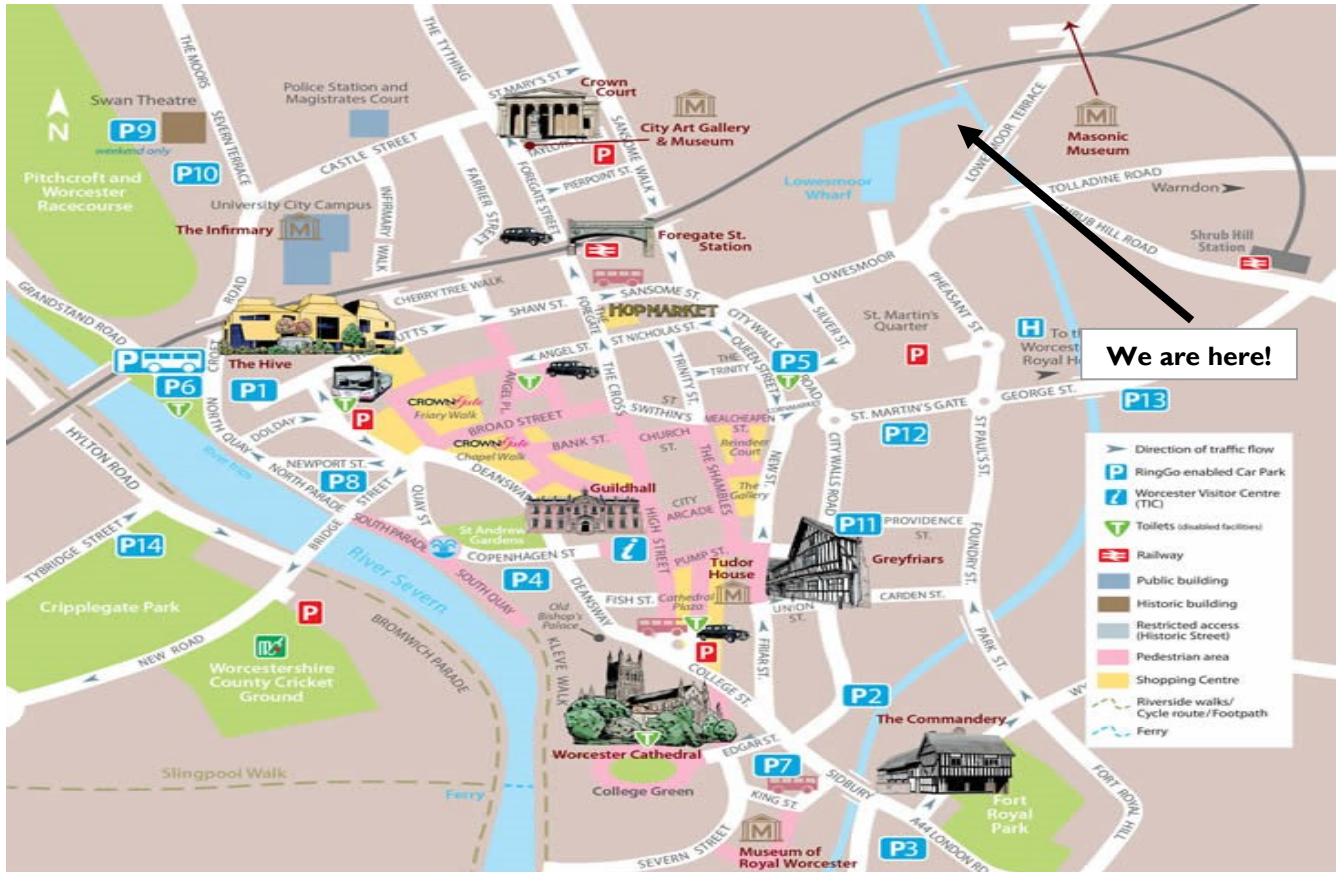 THE MOORS
SEVERN TERRACE
THE TYTHING
ST. MARY'S ST.
Crown
Court
SANSOME WALK
City Art Gallery
& Museum
M
Masonic
Museum
M
LOWESMOOR TERRACE
Police Station and
Magistrates Court
Swan Theatre
P9
weekend only
N
P10
CASTLE STREET
Pitchcroft and
Worcester
Racecourse
University City Campus
The Infirmary
M
INFIRMARY WALK
FARRIER STREET
FOREGATE STREET
P
PIERPOINT ST.
Foregate St.
Station
Lowesmoor
Wharf
TOLLADINE ROAD
Warndon
SHRUB HILL ROAD
Shrub Hill
Station
LOWESMOOR
PHEASANT ST.
We are here!
GRANDSTAND ROAD
CROFT
ROAD
CHERRY TREE WALK
SHAW ST.
SANSOME ST.
HOPMARKET
THE FOREGATE
ST NICHOLAS ST.
CITY WALLS
ROAD
SILVER ST.
St. Martin's
Quarter
P
H
The Hive
P
P6
T
P1
T
P
ANGEL ST.
ANGEL PL.
T
THE CROSS
TRINITY ST.
THE
TRINITY
QUEEN STREET
P5
T
CORNMARKET
ST. MARTIN'S GATE
GEORGE ST.
P13
P12
CROWNGate
Friary Walk
BROAD STREET
CROWNGate
Chapel Walk
BANK ST.
ST
SWITHIN'S
CHURCH
ST.
MEALCHEAPEN
ST.
Reindeer
Court
THE SHAMBLES
The
Gallery
NEW ST.
CITY WALLS ROAD
ST PAUL'S ST.
HYLTON ROAD
River trips
NORTH QUAY
DOLDAY
NEWPORT ST.
P8
NORTH PARADE
BRIDGE STREET
QUAY ST.
DEANSWAY
Guildhall
CITY
ARCADE
HIGH STREET
PUMP ST.
P11
PROVIDENCE
ST.
FOUNDRY ST.
TYBRIDGE STREET
P14
SOUTH PARADE
St Andrew
Gardens
COPENHAGEN ST
i
P4
SOUTH QUAY
River Severn
Tudor
House
M
Greyfriars
CARDEN ST.
Cripplegate Park
P
NEW ROAD
Worcestershire
County Cricket
Ground
BROMWICH PARADE
Old
Bishop's
Palace
DEANSWAY
FISH ST.
Cathedral
Plaza
T
P
UNION
ST.
FRIAR ST.
PARK ST.
KLEVE WALK
COLLEGE ST.
P2
The Commandery
Worcester Cathedral
T
EDGAR ST.
P7
SIDBURY
College Green
KING ST.
Slingpool Walk
Ferry
SEVERN STREET
M
Museum of
Royal Worcester
P3
A44 LONDON RD
Fort
Royal
Park
FORT ROYAL HILL
Direction of traffic flow
P
RingGo enabled Car Park
i
Worcester Visitor Centre
(TIC)
T
Toilets (disabled facilities)
Railway
Public building
Historic building
Restricted access
(Historic Street)
Pedestrian area
Shopping Centre
Riverside walks/
Cycle route/Footpath
Ferry